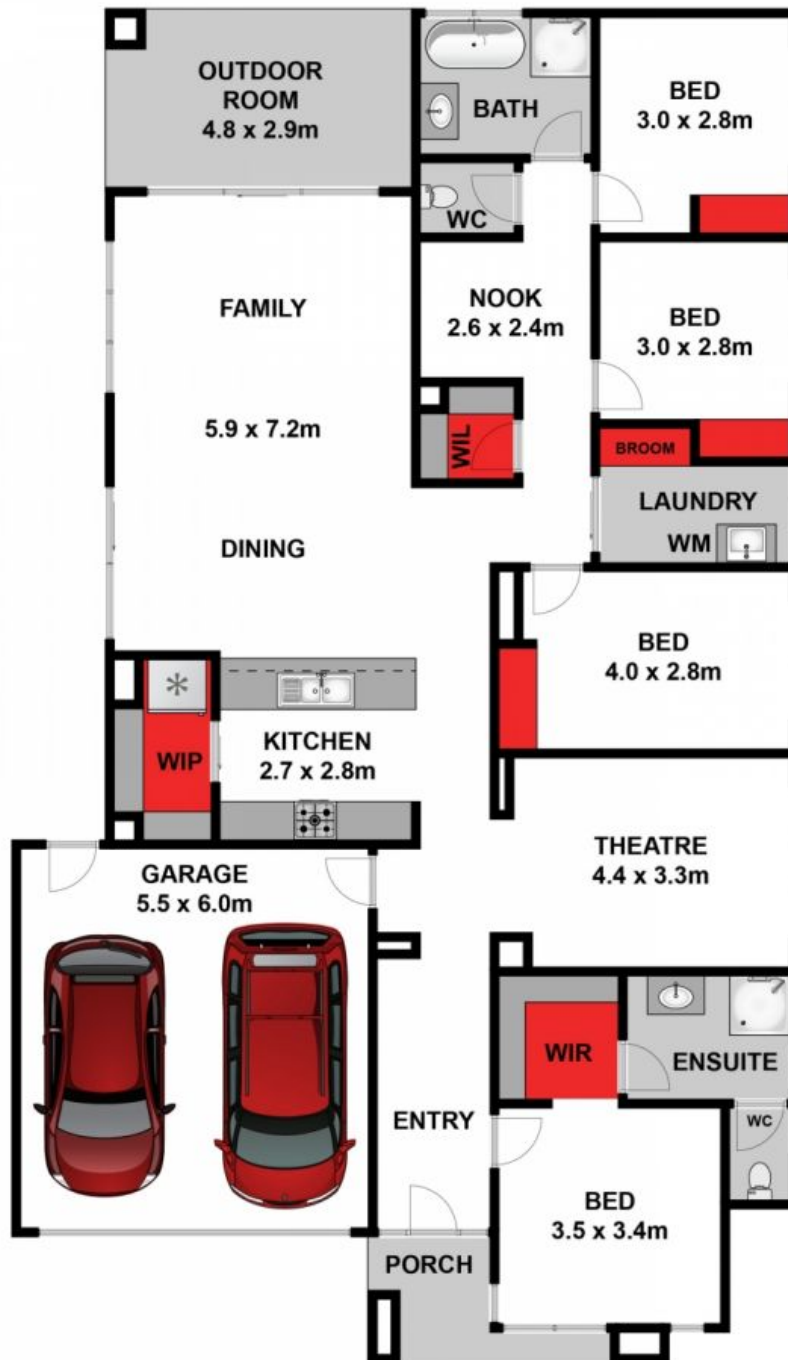 OUTDOOR
ROOM
4.8 x 2.9m
BATH
BED
3.0 x 2.8m
WC
FAMILY
NOOK
2.6 x 2.4m
BED
3.0 x 2.8m
5.9 x 7.2m
WIL
BROOM
LAUNDRY
WM
DINING
BED
4.0 x 2.8m
WIP
KITCHEN
2.7 x 2.8m
THEATRE
4.4 x 3.3m
GARAGE
5.5 x 6.0m
WIR
ENSUITE
WC
ENTRY
BED
3.5 x 3.4m
PORCH